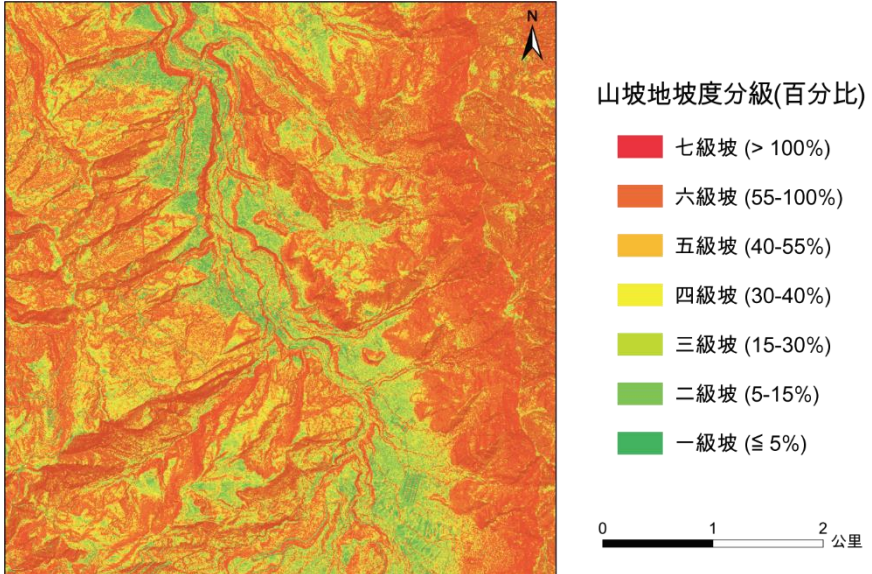 N
山坡地坡度分級(百分比)
七級坡 (> 100%)
六級坡 (55-100%)
五級坡 (40-55%)
四級坡 (30-40%)
三級坡 (15-30%)
二級坡 (5-15%)
一級坡 (≦ 5%)
0 1 2 公里